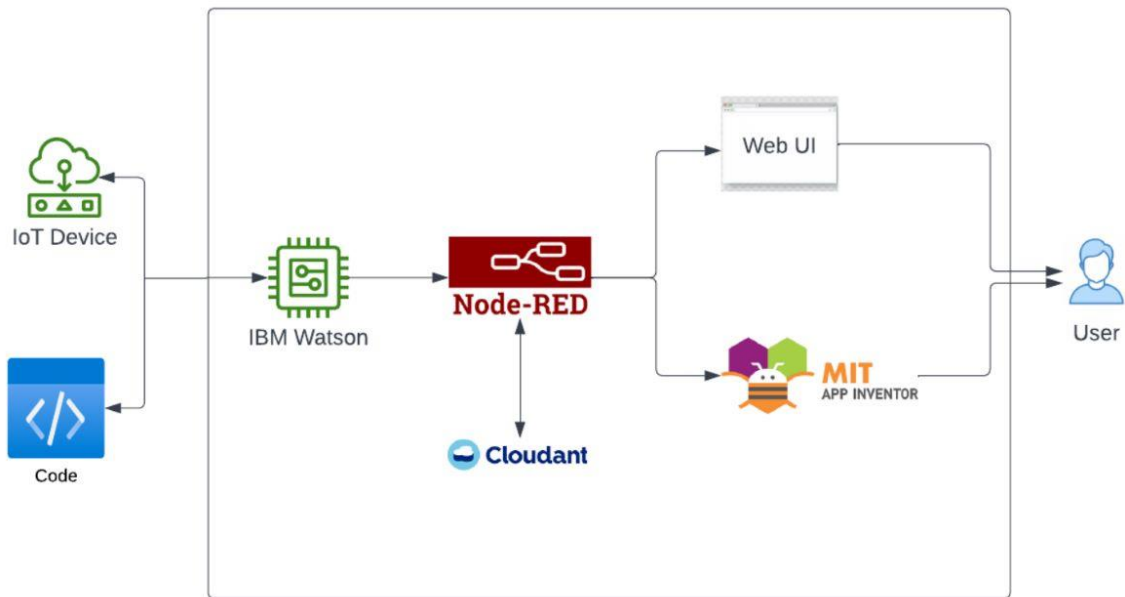 Web UI
IoT Device
IBM Watson
Node-RED
User
MIT
APP INVENTOR
Cloudant
Code